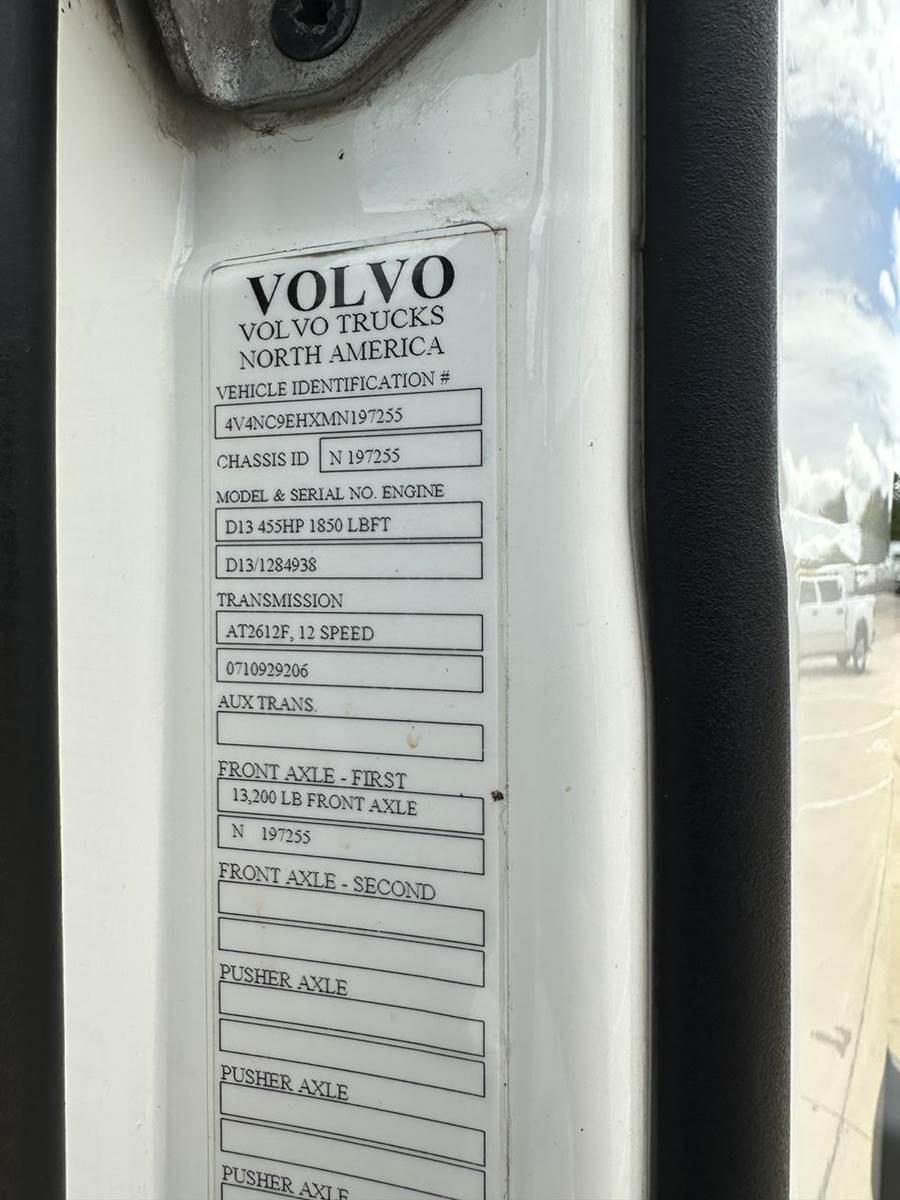 VOLVO
VOLVO TRUCKS
NORTH AMERICA
VEHICLE IDENTIFICATION #
4V4NC9EHXMN197255
CHASSIS ID N 197255
MODEL & SERIAL NO. ENGINE
D13 455HP 1850 LBFT
D13/1284938
TRANSMISSION
AT2612F, 12 SPEED
0710929206
AUX TRANS.
FRONT AXLE - FIRST
13,200 LB FRONT AXLE
N 197255
FRONT AXLE - SECOND
PUSHER AXLE
PUSHER AXLE
PUSHER AXLE